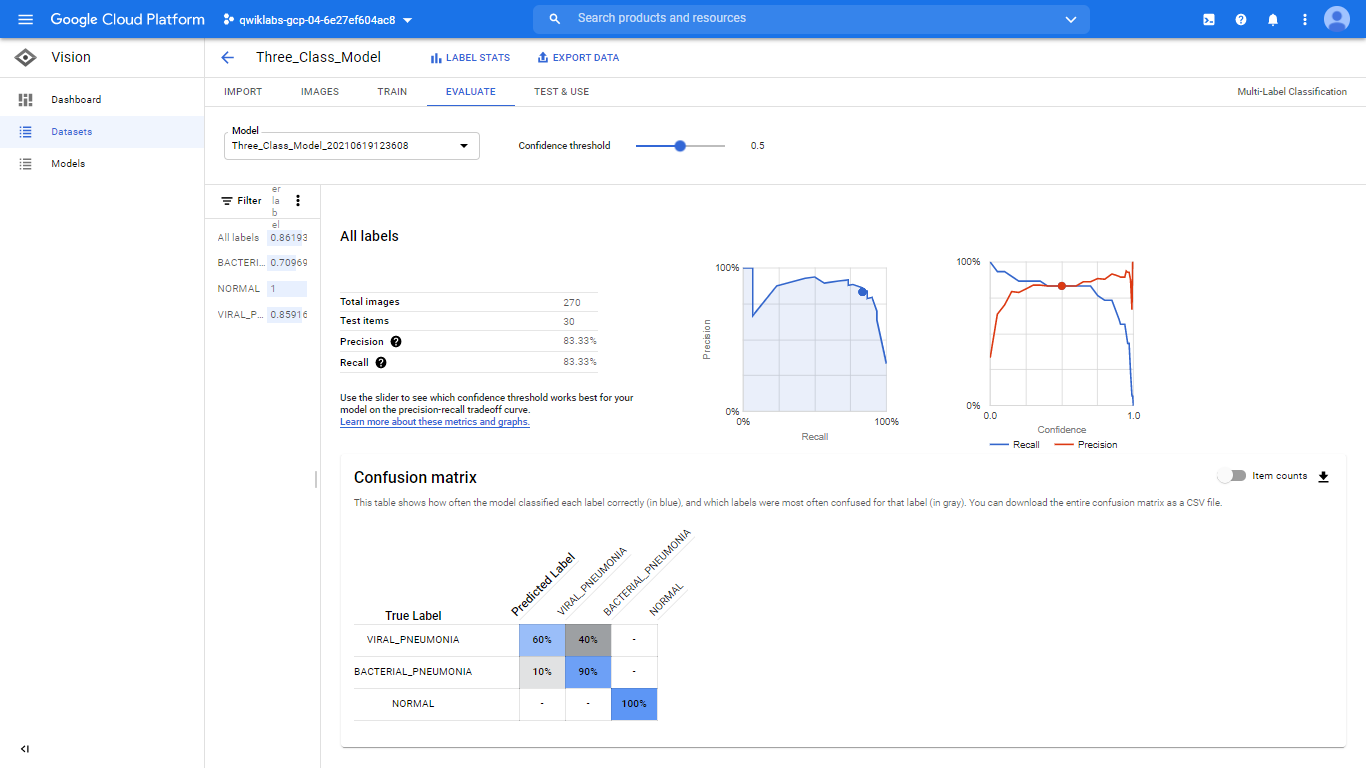 Google Cloud Platform
qwiklabs-gcp-04-6e27ef604ac8
Search products and resources
Vision
Three_Class_Model
LABEL STATS
EXPORT DATA
Dashboard
Datasets
Models
IMPORT
IMAGES
TRAIN
EVALUATE
TEST & USE
Multi-Label Classification
Model
Three_Class_Model_20210619123608
Confidence threshold
0.5
Filter
er
la
b
el
All labels 0.86193
BACTERI... 0.70969
NORMAL 1
VIRAL_P... 0.85916
All labels
Total images 270
Test items 30
Precision ? 83.33%
Recall ? 83.33%
Use the slider to see which confidence threshold works best for your
model on the precision-recall tradeoff curve.
Learn more about these metrics and graphs.
100%
Precision
0%
0%
100%
Recall
100%
0%
0.0
1.0
Confidence
Recall
Precision
Confusion matrix
Item counts
This table shows how often the model classified each label correctly (in blue), and which labels were most often confused for that label (in gray). You can download the entire confusion matrix as a CSV file.
True Label
Predicted Label
VIRAL_PNEUMONIA
BACTERIAL_PNEUMONIA
NORMAL
VIRAL_PNEUMONIA 60% 40% -
BACTERIAL_PNEUMONIA 10% 90% -
NORMAL - - 100%